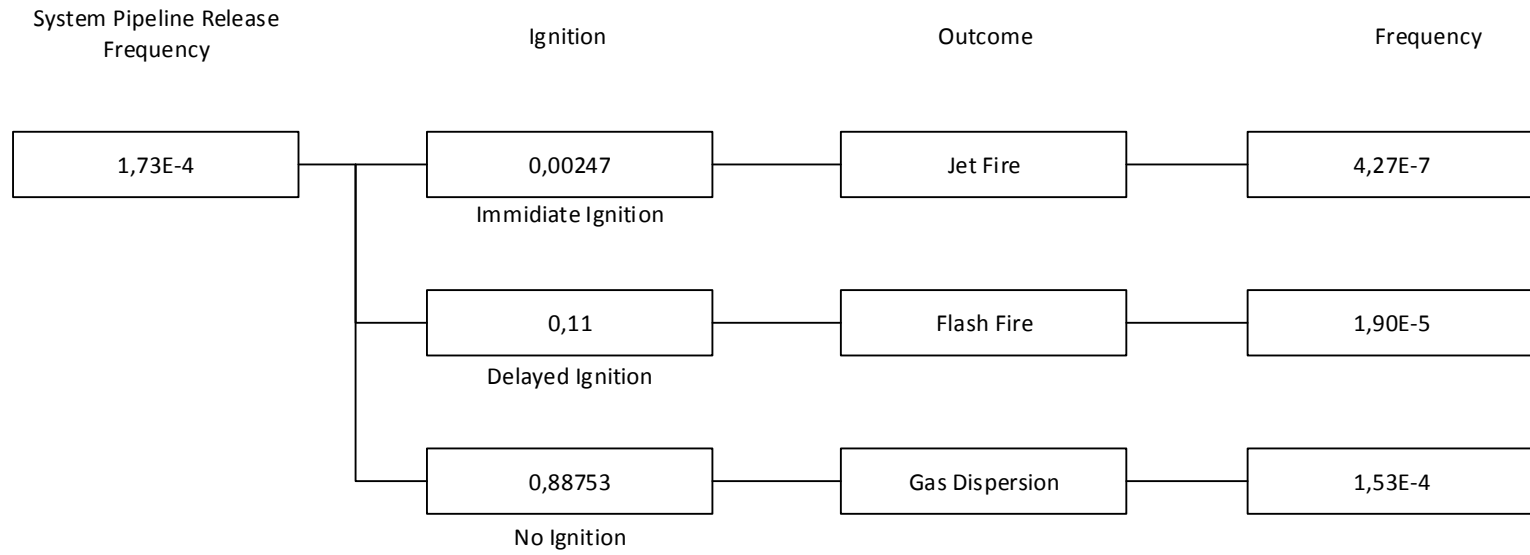 System Pipeline Release
Frequency
Ignition
Outcome
Frequency
1,73E-4
0,00247
Jet Fire
4,27E-7
Immidiate Ignition
0,11
Flash Fire
1,90E-5
Delayed Ignition
0,88753
Gas Dispersion
1,53E-4
No Ignition